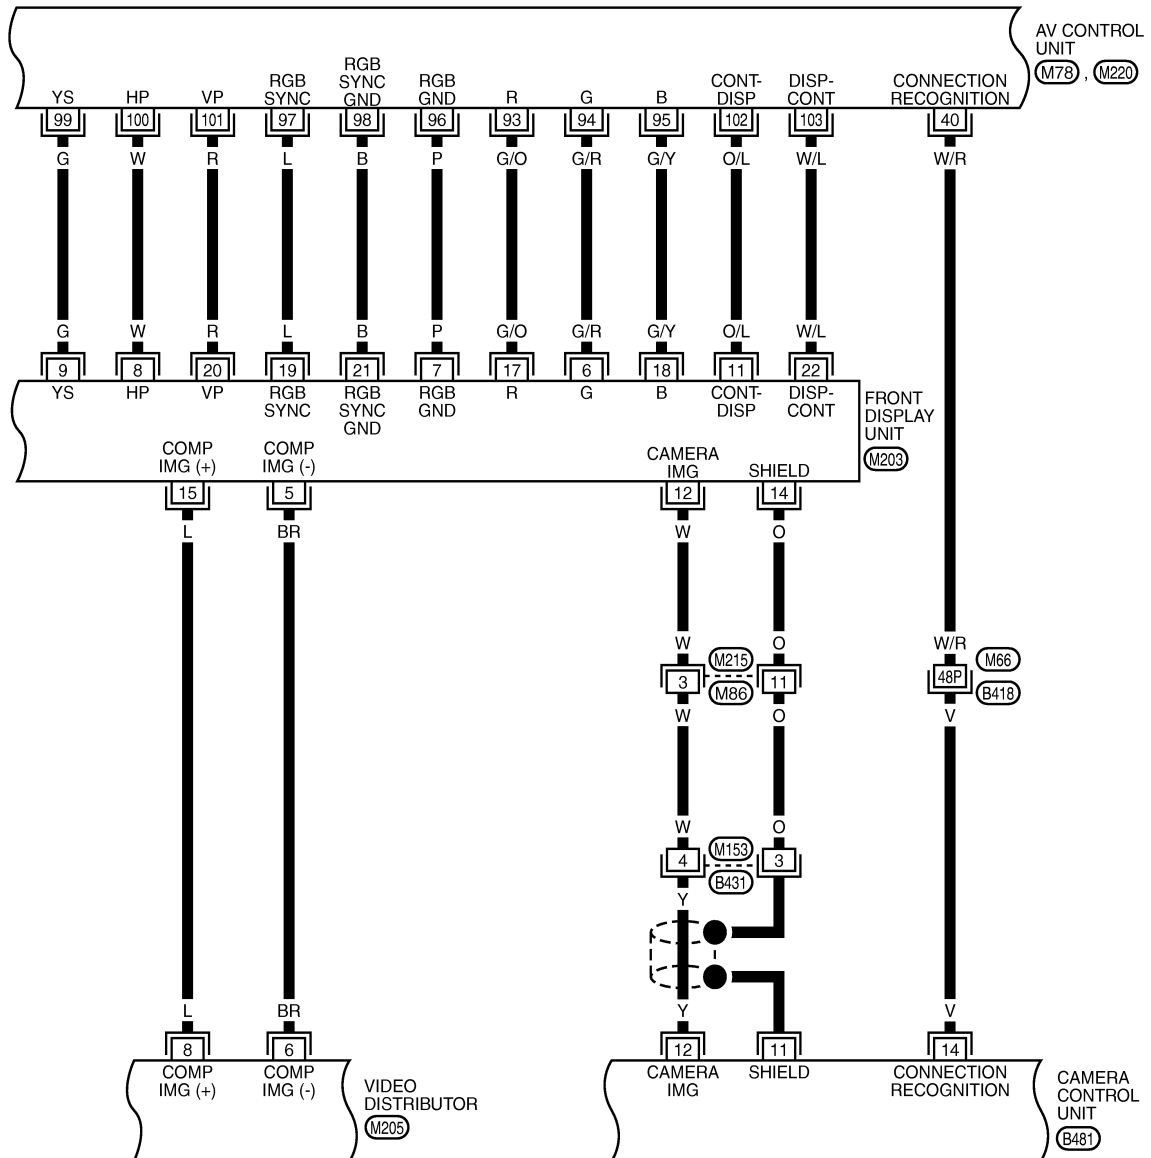 AV CONTROL
UNIT
M78 , M220
YS HP VP RGB SYNC RGB SYNC GND RGB GND R G B CONT-DISP DISP-CONT CONNECTION RECOGNITION
99 100 101 97 98 96 93 94 95 102 103 40
G W R L B P G/O G/R G/Y O/L W/L W/R
G W R L B P G/O G/R G/Y O/L W/L
9 8 20 19 21 7 17 6 18 11 22
YS HP VP RGB SYNC RGB SYNC GND RGB GND R G B CONT-DISP DISP-CONT
FRONT
DISPLAY
UNIT
M203
COMP IMG (+) COMP IMG (-) CAMERA IMG SHIELD
15 5 12 14
L BR W O
W O W/R
M215 M66
3 11 48P
M86 B418
W O V
W O
M153
4 3
B431
Y
L BR Y V
8 6 12 11 14
COMP IMG (+) COMP IMG (-) CAMERA IMG SHIELD CONNECTION RECOGNITION
VIDEO
DISTRIBUTOR
M205
CAMERA
CONTROL
UNIT
B481